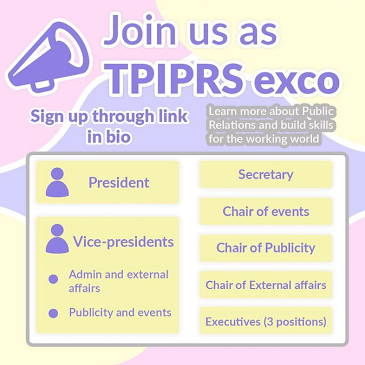 Join us as
TPIPRS exco
Sign up through link
in bio
Learn more about Public
Relations and build skills
for the working world
President
Vice-presidents
Admin and external
affairs
Publicity and events
Secretary
Chair of events
Chair of Publicity
Chair of External affairs
Executives (3 positions)